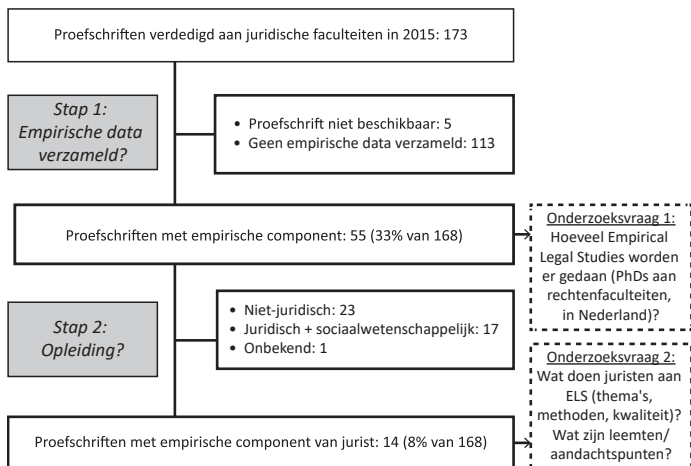 Proefschriften verdedigd aan juridische faculteiten in 2015: 173
Stap 1:
Empirische data
verzameld?
• Proefschrift niet beschikbaar: 5
• Geen empirische data verzameld: 113
Proefschriften met empirische component: 55 (33% van 168)
Onderzoeksvraag 1:
Hoeveel Empirical
Legal Studies worden
er gedaan (PhDs aan
rechtenfaculteiten,
in Nederland)?
Stap 2:
Opleiding?
• Niet-juridisch: 23
• Juridisch + sociaalwetenschappelijk: 17
• Onbekend: 1
Proefschriften met empirische component van jurist: 14 (8% van 168)
Onderzoeksvraag 2:
Wat doen juristen aan
ELS (thema's,
methoden, kwaliteit)?
Wat zijn leemten/
aandachtspunten?